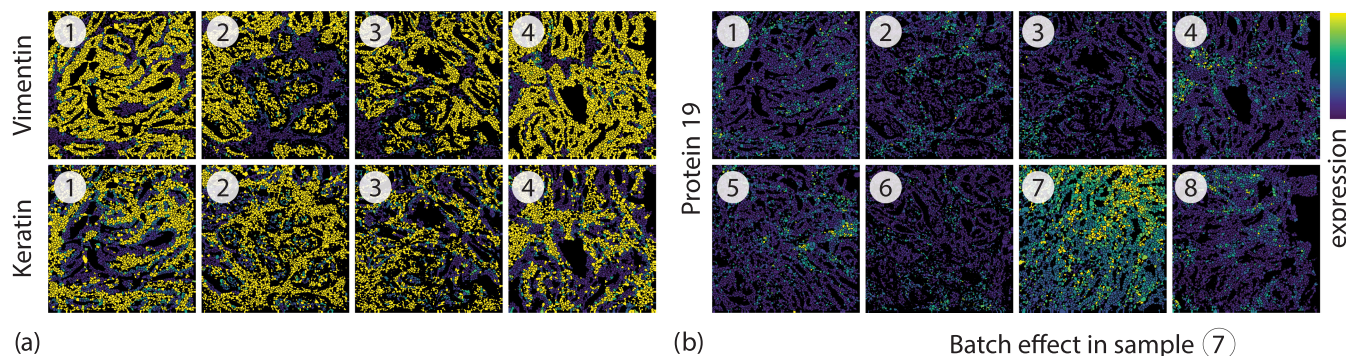 Vimentin
1 2 3 4
Keratin
1 2 3 4
(a)
Protein 19
1 2 3 4
5 6 7 8
expression
(b)
Batch effect in sample 7